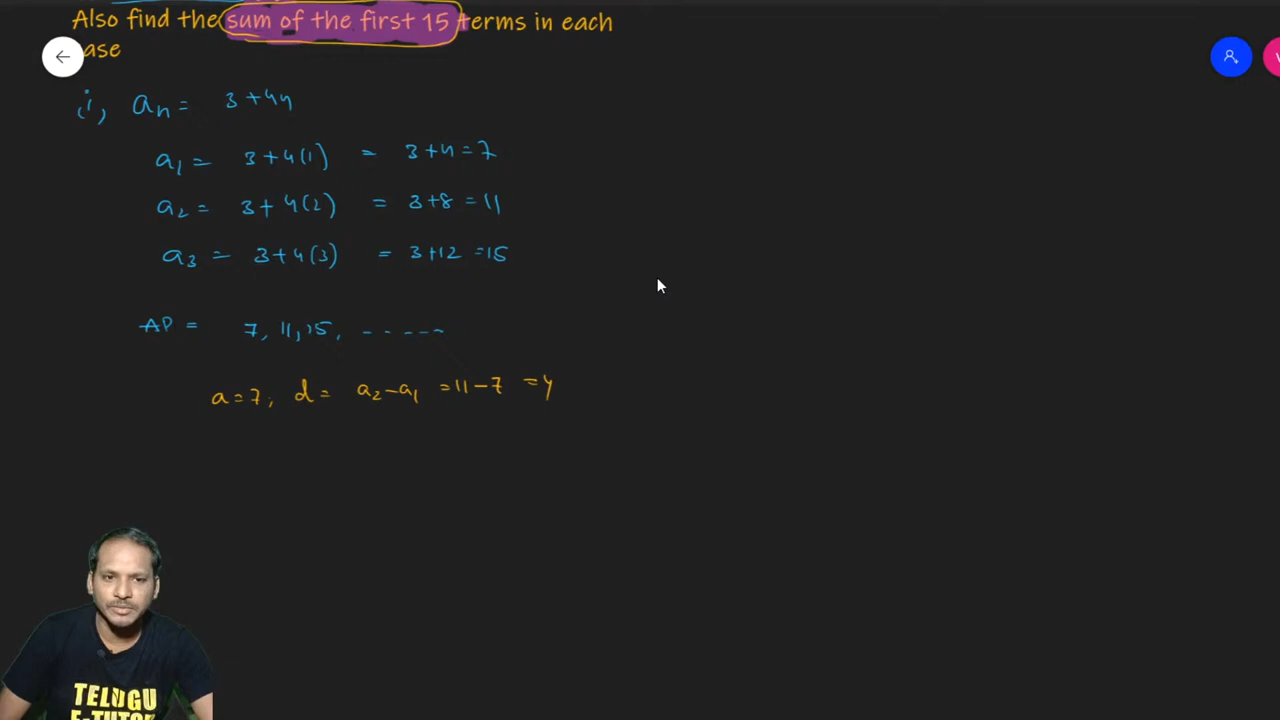 Also find the sum of the first 15 terms in each
ase
i, an = 3+4n
a1 = 3+4(1) = 3+4=7
a2 = 3+4(2) = 3+8=11
a3 = 3+4(3) = 3+12=15
AP = 7, 11, 15, -----
a=7, d= a2-a1 =11-7 =4
TELUGU
E-TUTOR